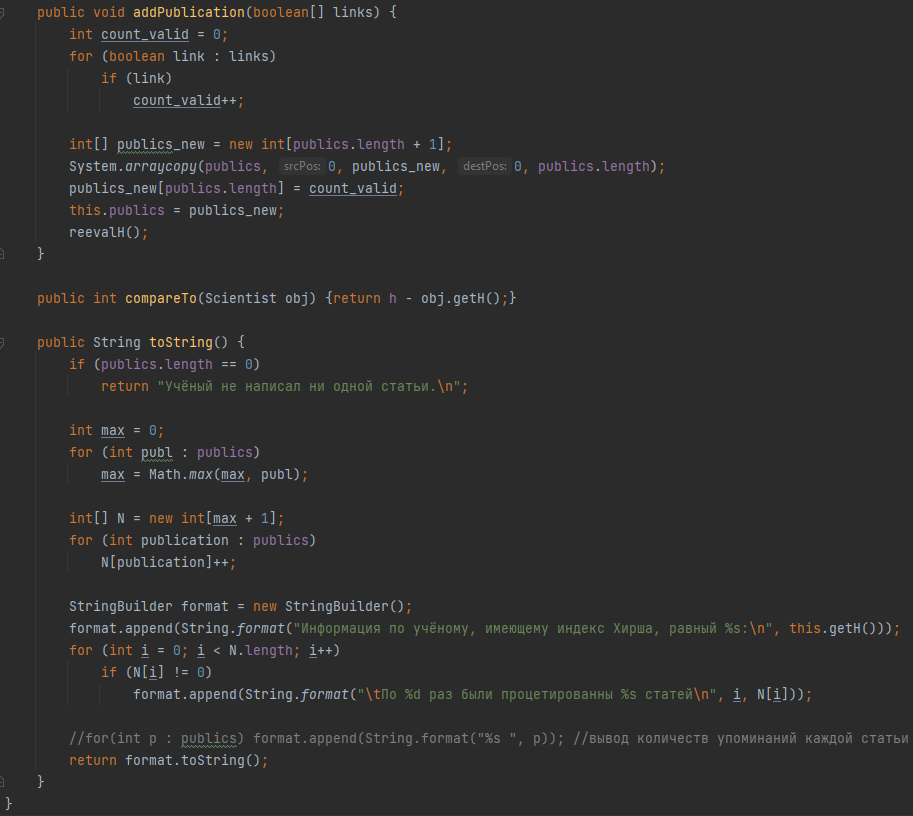 public void addPublication(boolean[] links) {
    int count_valid = 0;
    for (boolean link : links)
        if (link)
            count_valid++;

    int[] publics_new = new int[publics.length + 1];
    System.arraycopy(publics, srcPos: 0, publics_new, destPos: 0, publics.length);
    publics_new[publics.length] = count_valid;
    this.publics = publics_new;
    reevalH();
}

public int compareTo(Scientist obj) {return h - obj.getH();}

public String toString() {
    if (publics.length == 0)
        return "Учёный не написал ни одной статьи.\n";

    int max = 0;
    for (int publ : publics)
        max = Math.max(max, publ);

    int[] N = new int[max + 1];
    for (int publication : publics)
        N[publication]++;

    StringBuilder format = new StringBuilder();
    format.append(String.format("Информация по учёному, имеющему индекс Хирша, равный %s:\n", this.getH()));
    for (int i = 0; i < N.length; i++)
        if (N[i] != 0)
            format.append(String.format("\tПо %d раз были процетированны %s статей\n", i, N[i]));

    //for(int p : publics) format.append(String.format("%s ", p)); //вывод количеств упоминаний каждой статьи
    return format.toString();
}
}